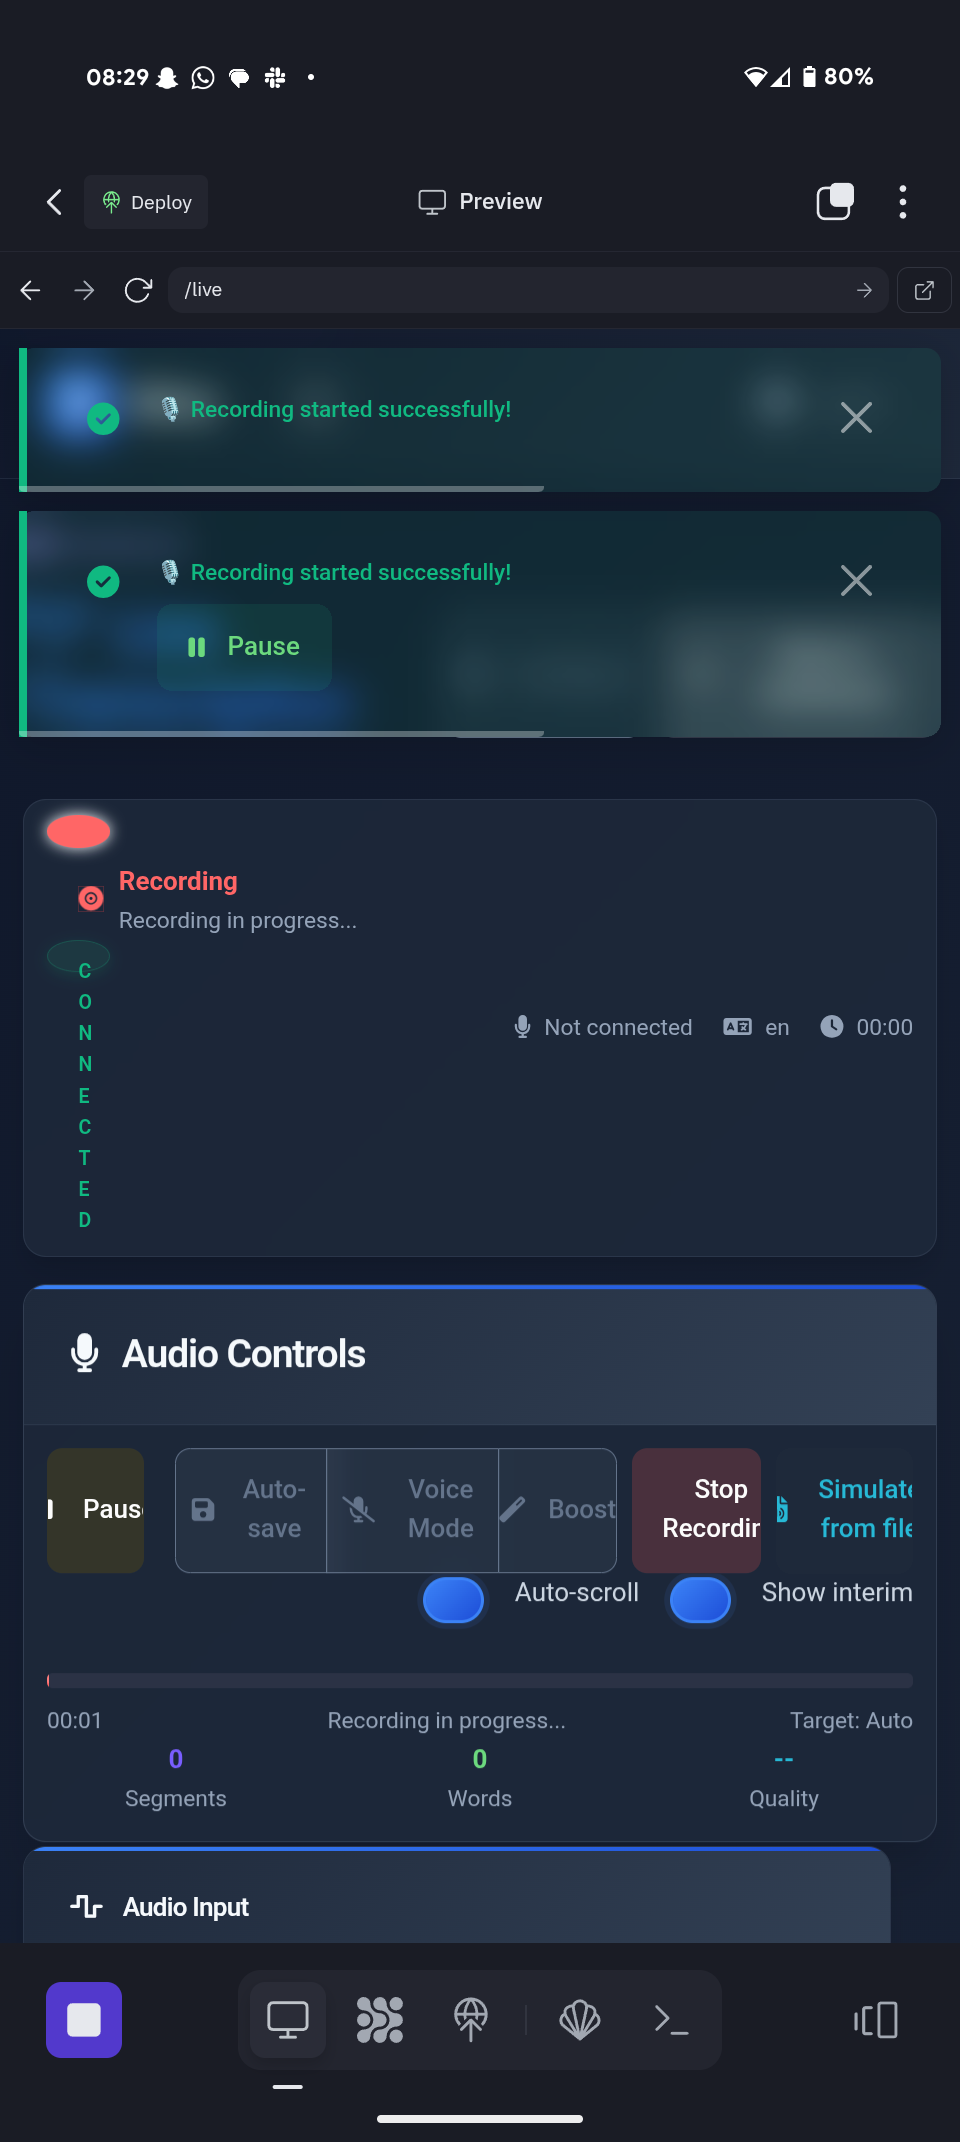 08:29
80%
Deploy
Preview
/live
Recording started successfully!
Recording started successfully!
Pause
Recording
Recording in progress...
C
O
N
N
E
C
T
E
D
Not connected
en
00:00
Audio Controls
Pause
Auto-
save
Voice
Mode
Boost
Stop
Recordin
Simulate
from file
Auto-scroll
Show interim
00:01
Recording in progress...
Target: Auto
0
0
--
Segments
Words
Quality
Audio Input